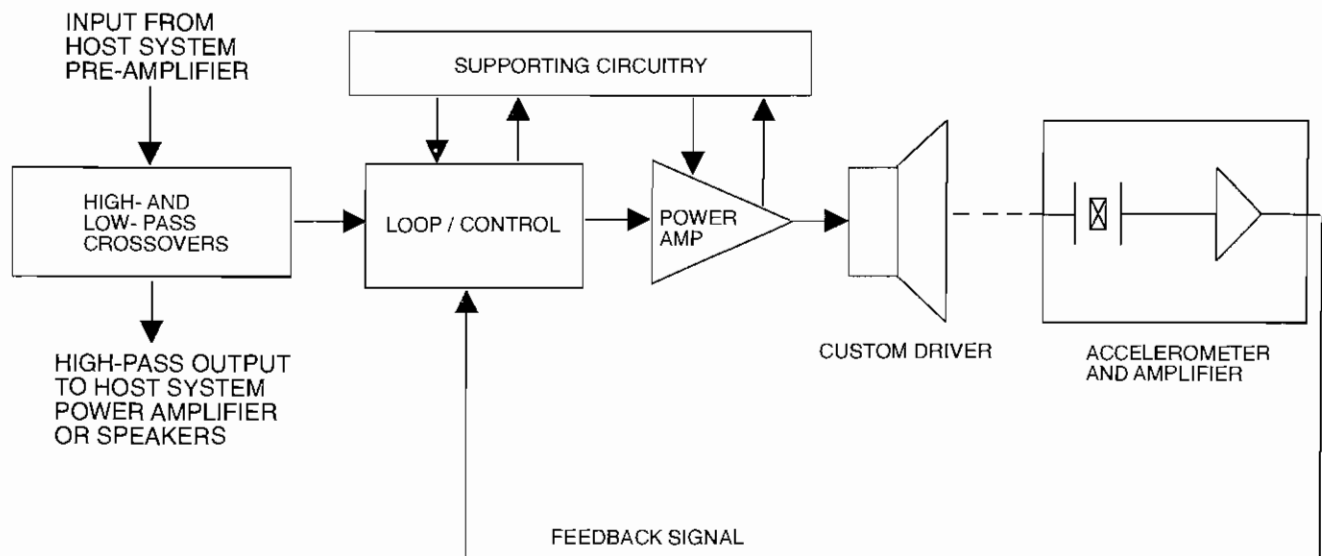 INPUT FROM
HOST SYSTEM
PRE-AMPLIFIER
SUPPORTING CIRCUITRY
HIGH- AND
LOW- PASS
CROSSOVERS
LOOP / CONTROL
POWER
AMP
CUSTOM DRIVER
ACCELEROMETER
AND AMPLIFIER
HIGH-PASS OUTPUT
TO HOST SYSTEM
POWER AMPLIFIER
OR SPEAKERS
FEEDBACK SIGNAL